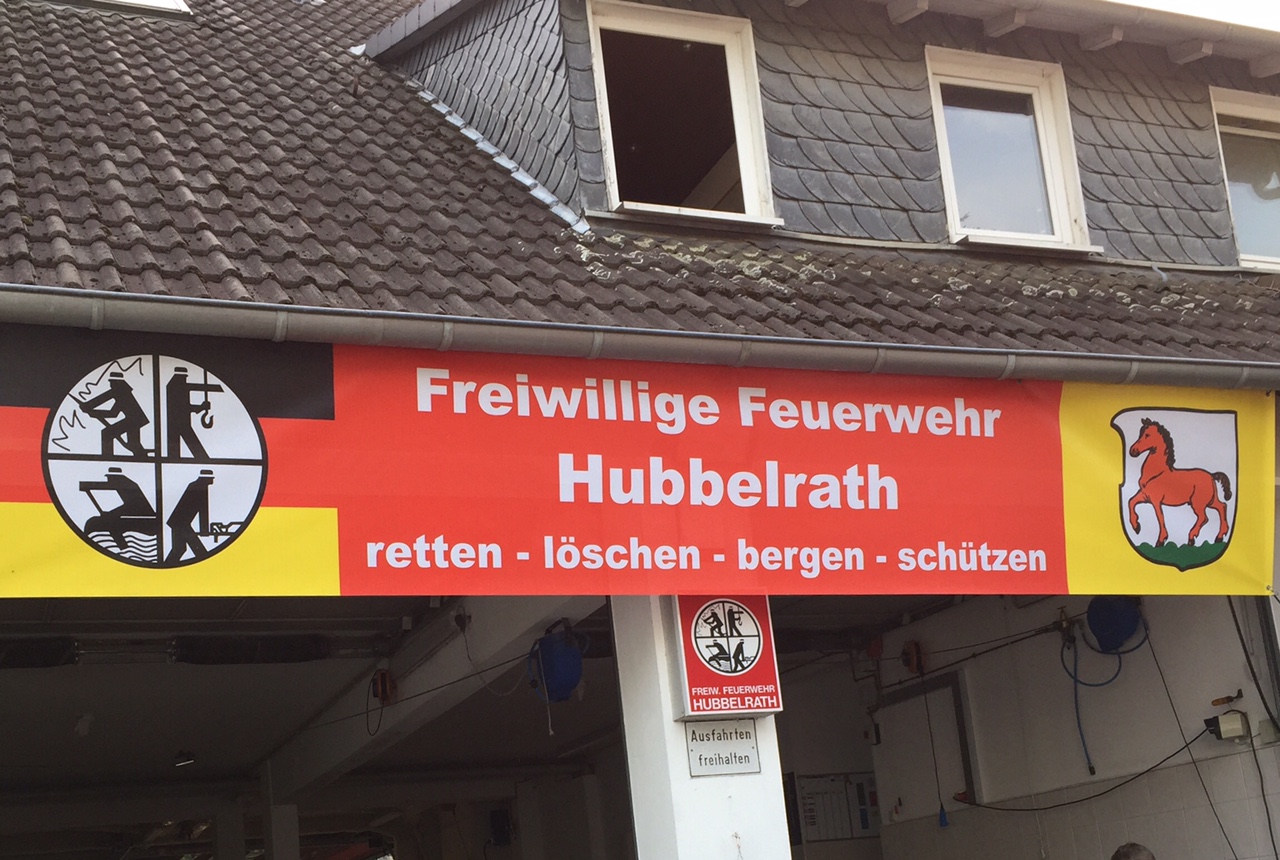 Freiwillige Feuerwehr
Hubbelrath
retten - löschen - bergen - schützen
FREIW. FEUERWEHR
HUBBELRATH
Ausfahrten
freihalten